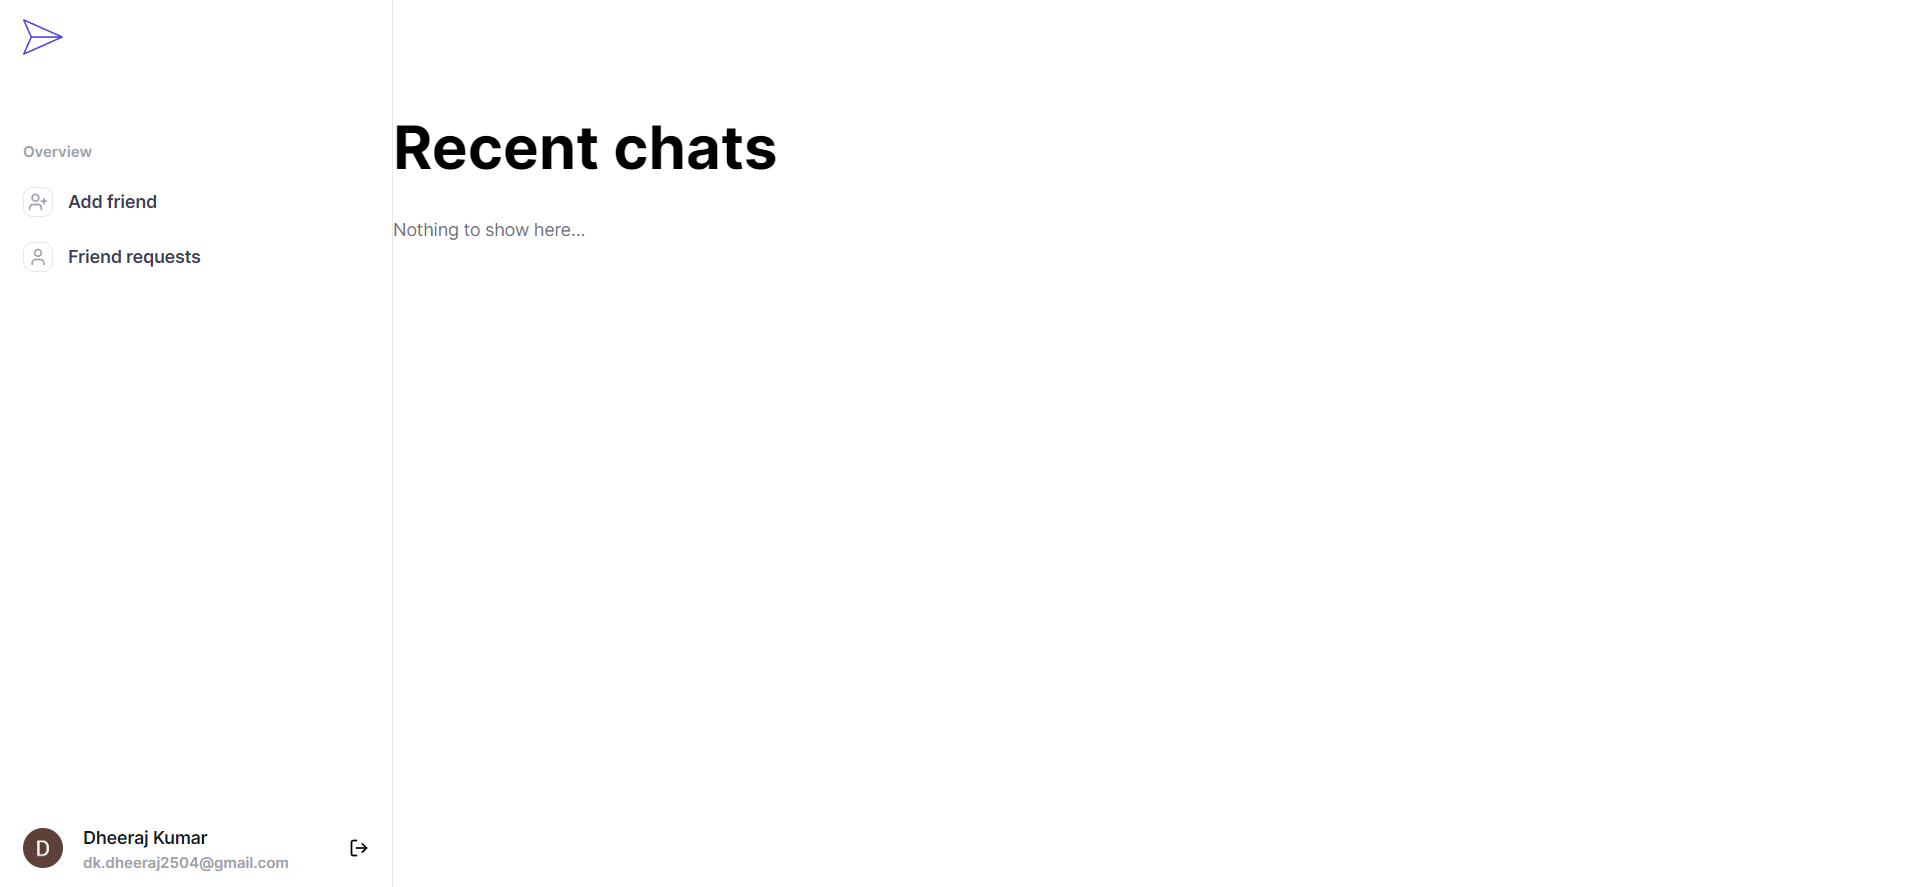 Overview
Add friend
Friend requests
Recent chats
Nothing to show here...
D
Dheeraj Kumar
dk.dheeraj2504@gmail.com